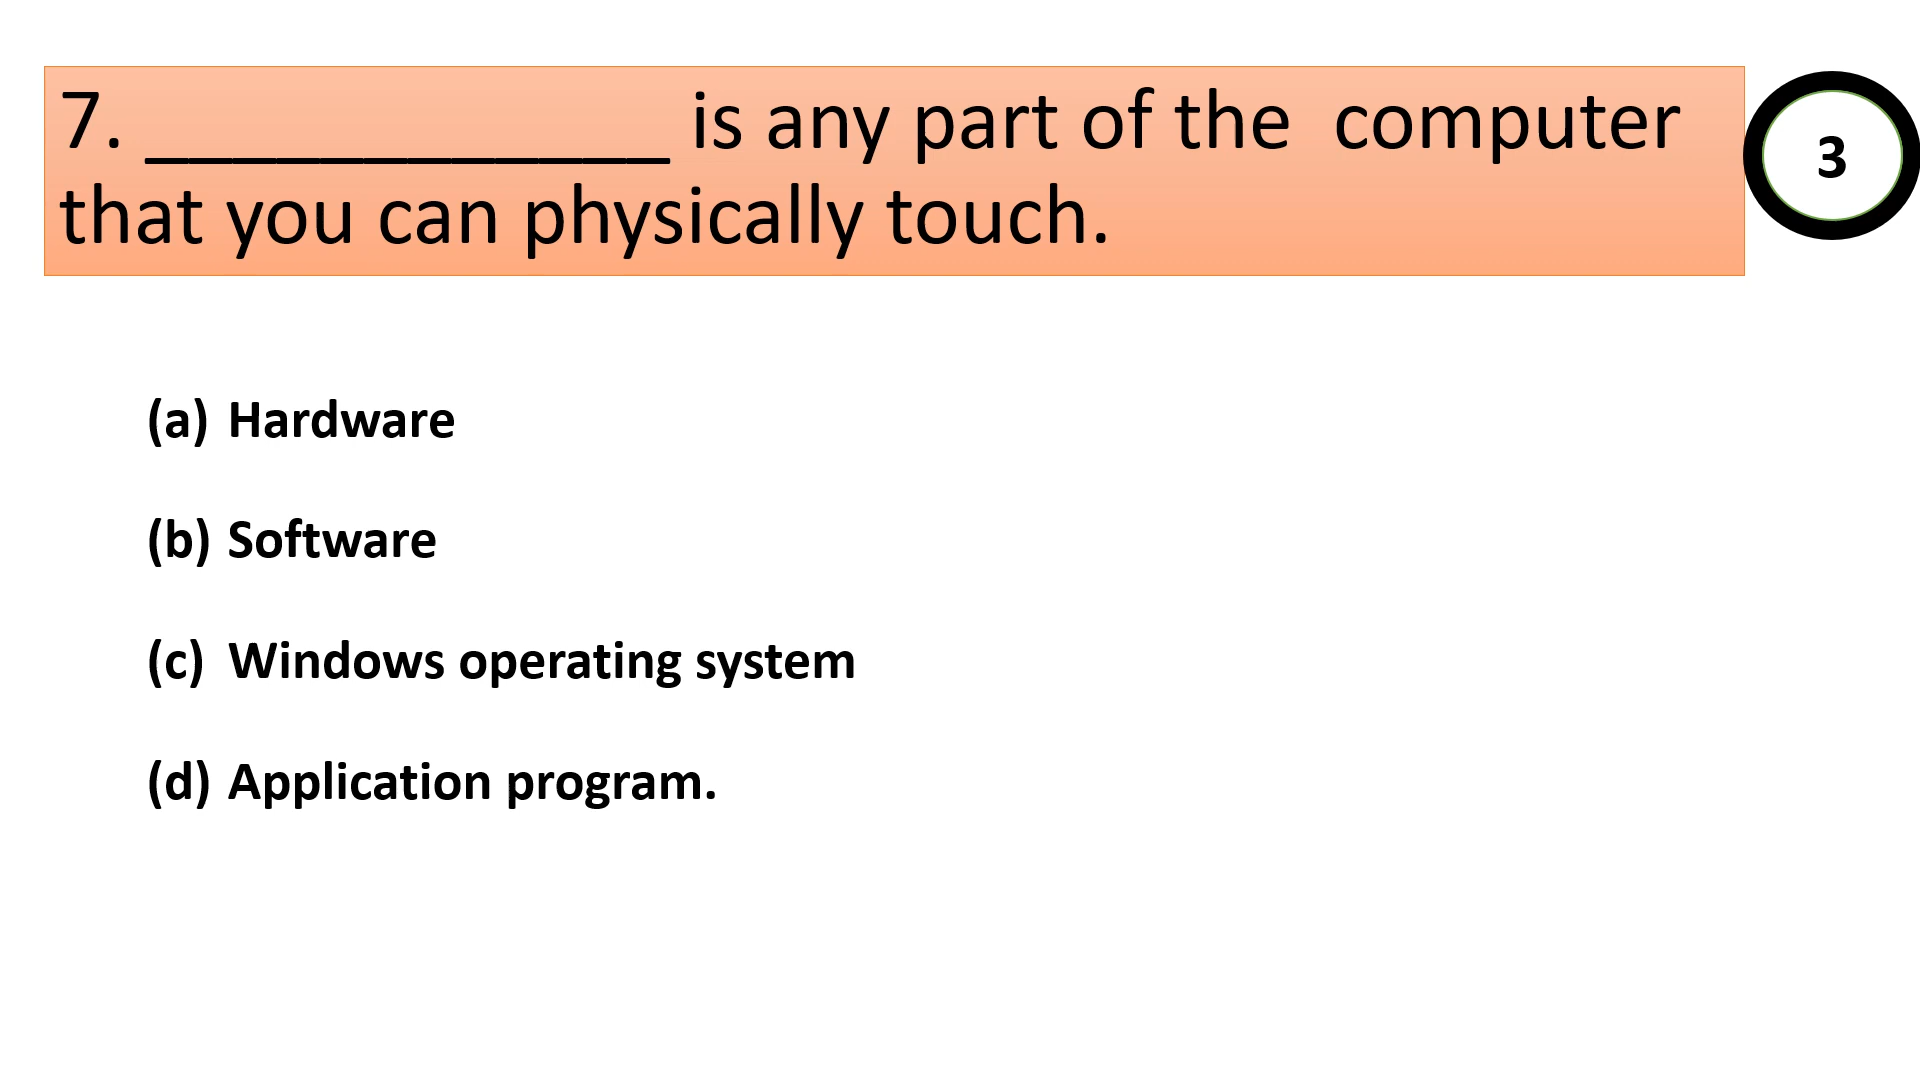 7. ____________ is any part of the  computer
that you can physically touch.
3
(a) Hardware
(b) Software
(c) Windows operating system
(d) Application program.